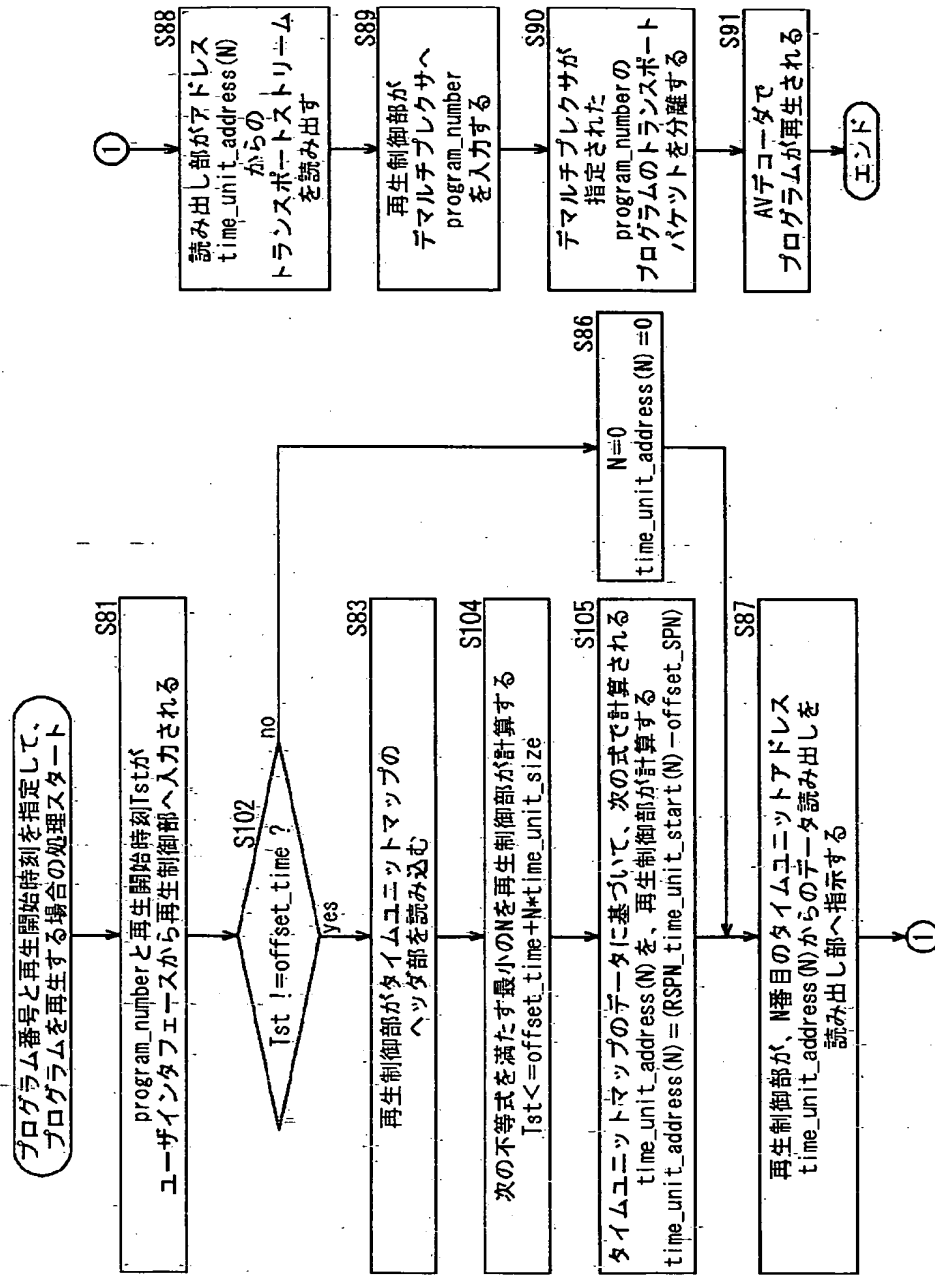 プログラム番号と再生開始時刻を指定して、
プログラムを再生する場合の処理スタート
S81
program_numberと再生開始時刻Tstが
ユーザインタフェースから再生制御部へ入力される
S102
Tst !=offset_time ?
no
yes
S83
再生制御部がタイムユニットマップの
ヘッダ部を読み込む
S104
次の不等式を満たす最小のNを再生制御部が計算する
Tst<=offset_time+N*time_unit_size
S105
タイムユニットマップのデータに基づいて、次の式で計算される
time_unit_address(N)を、再生制御部が計算する
time_unit_address(N)=(RSPN_time_unit_start(N)-offset_SPN)
S86
N=0
time_unit_address(N)=0
S87
再生制御部が、N番目のタイムユニットアドレス
time_unit_address(N)からのデータ読み出しを
読み出し部へ指示する
1
1
S88
読み出し部がアドレス
time_unit_address(N)
からの
トランスポートストリーム
を読み出す
S89
再生制御部が
デマルチプレクサへ
program_number
を入力する
S90
デマルチプレクサが
指定された
program_numberの
プログラムのトランスポート
パケットを分離する
S91
AVデコーダで
プログラムが再生される
エンド